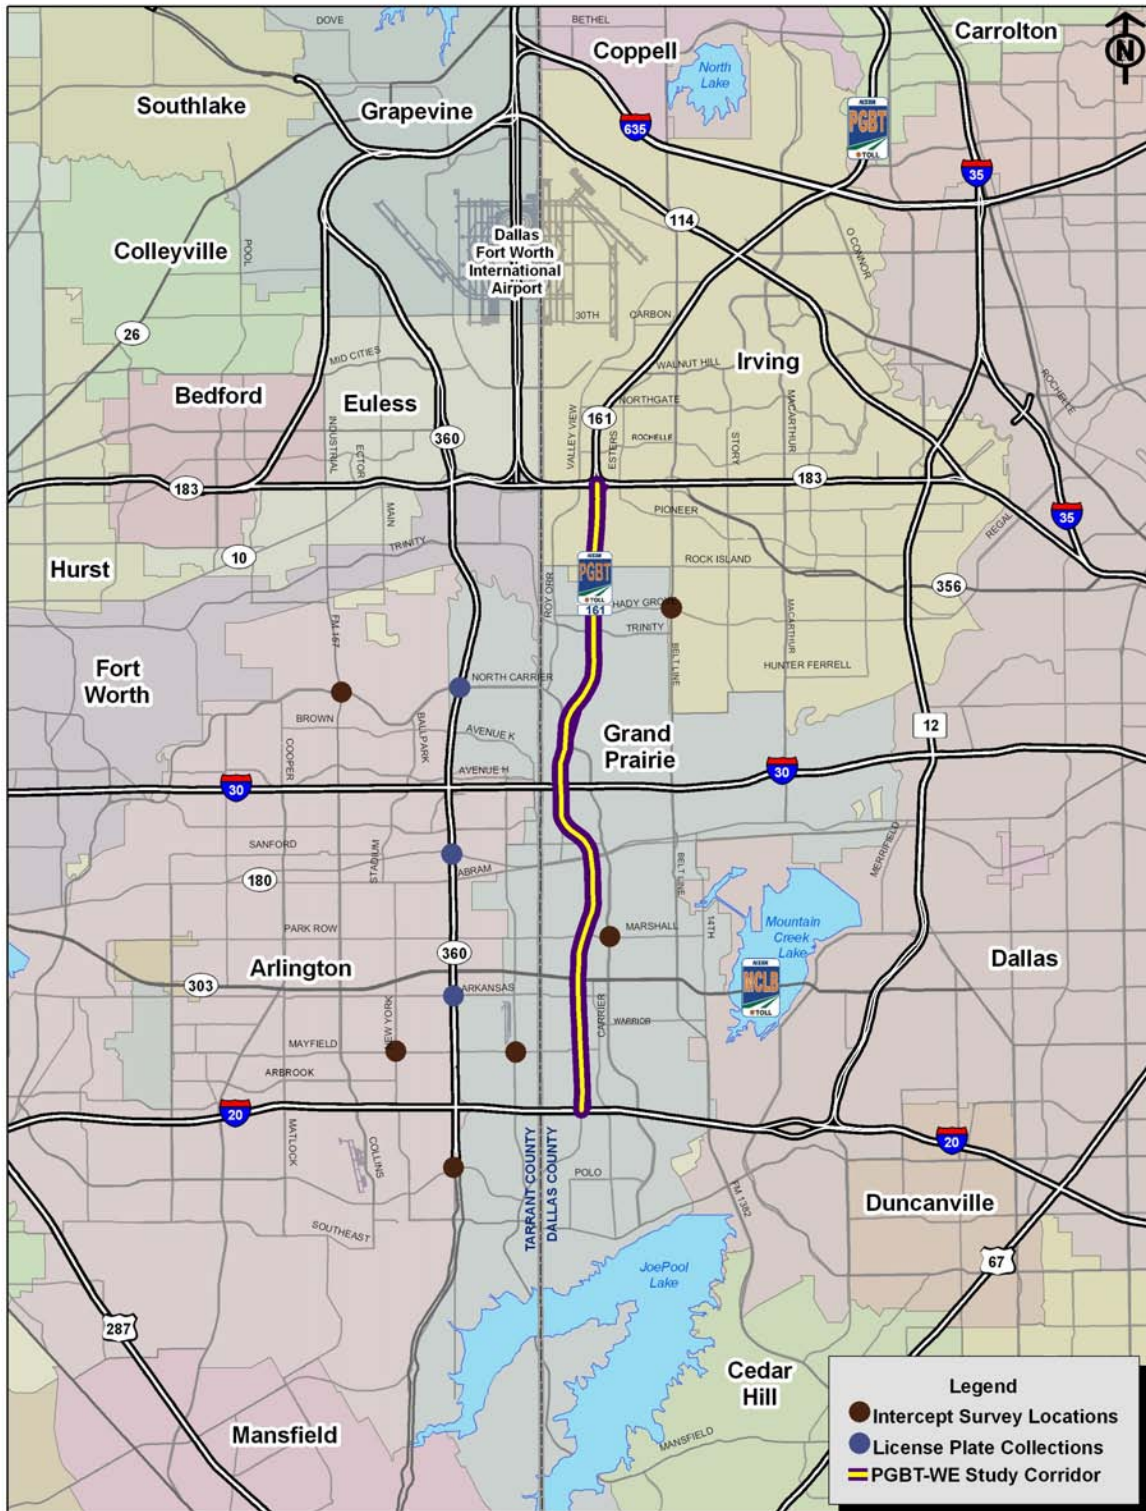 DOVE
BETHEL
Coppell
Carrolton
N
North
Lake
Southlake
Grapevine
PGBT
TOLL
635
35
Dallas
Fort Worth
International
Airport
114
O CONNOR
Colleyville
POOL
30TH
CARBON
26
MID CITIES
WALNUT HILL
Irving
Bedford
Euless
NORTHGATE
MACARTHUR
ROCHELLE
161
360
INDUSTRIAL
ECTOR
VALLEY VIEW
ESTERS
ROCHELLE
STORY
183
183
MAIN
PIONEER
35
REGAL
TRINITY
10
ROCK ISLAND
Hurst
PGBT
TOLL
161
356
ROY ORR
HADY GROVE
TRINITY
FM 157
MACARTHUR
BELT LINE
HUNTER FERRELL
Fort
Worth
NORTH CARRIER
BROWN
BALLPARK
AVENUE K
Grand
Prairie
12
COOPER
AVENUE H
30
30
SANFORD
STADIUM
ABRAM
MERRIFIELD
180
BELT LINE
14TH
PARK ROW
MARSHALL
Mountain
Creek
Lake
360
Arlington
Dallas
303
ARKANSAS
MCLB
TOLL
NEW YORK
CARRIER
WARRIOR
MAYFIELD
ARBROOK
20
20
MATLOCK
COLLINS
TARRANT COUNTY
DALLAS COUNTY
POLO
FM 1382
Duncanville
SOUTHEAST
67
JoePool
Lake
287
Cedar
Hill
Mansfield
MANSFIELD
Legend
Intercept Survey Locations
License Plate Collections
PGBT-WE Study Corridor